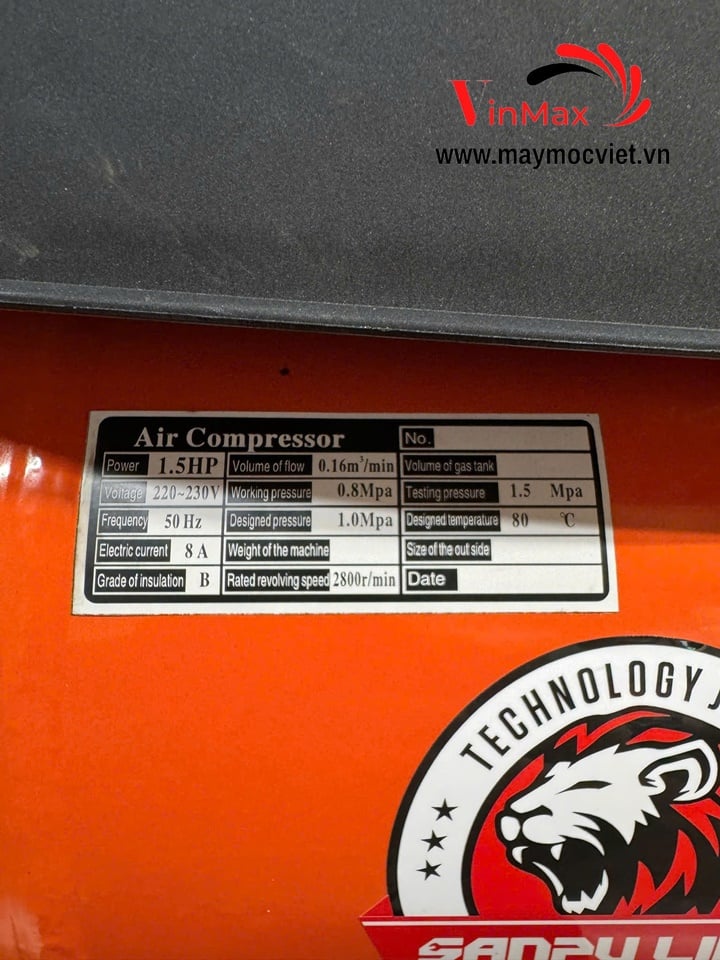 VinMax
www.maymocviet.vn
Air Compressor No.
Power 1.5HP Volume of flow 0.16m³/min Volume of gas tank
Voltage 220~230V Working pressure 0.8Mpa Testing pressure 1.5 Mpa
Frequency 50Hz Designed pressure 1.0Mpa Designed temperature 80 ℃
Electric current 8 A Weight of the machine Size of the out side
Grade of insulation B Rated revolving speed 2800r/min Date
TECHNOLOGY